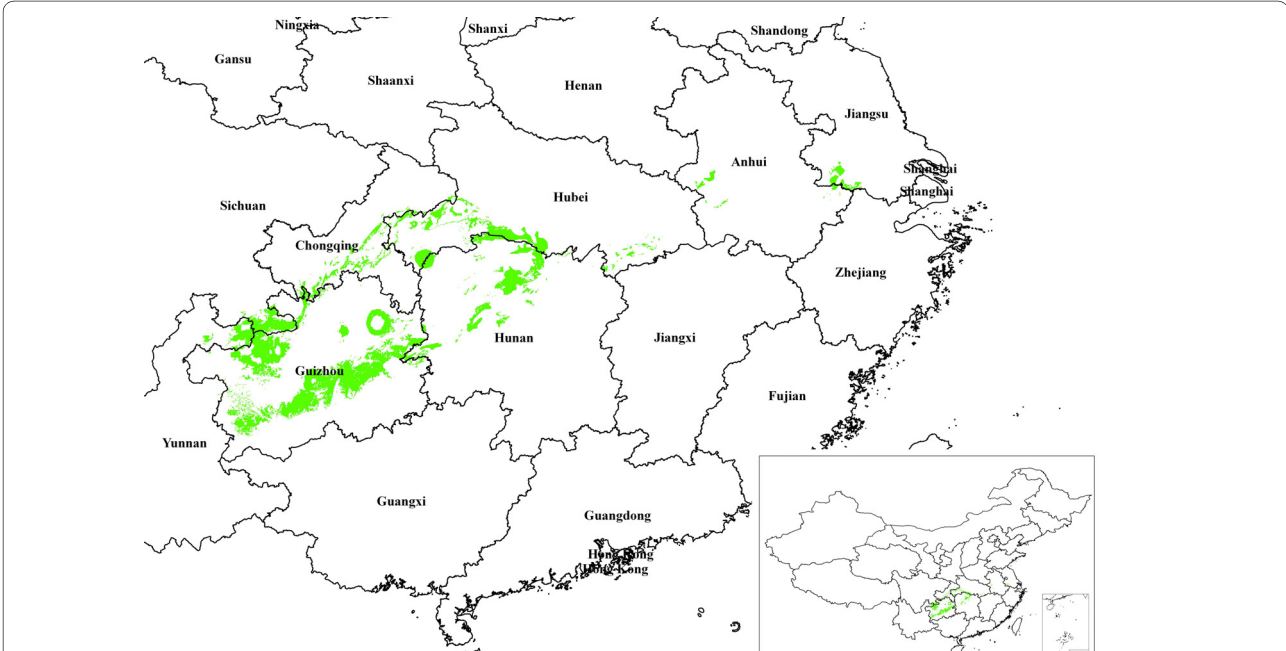 Ningxia
Shanxi
Shandong
Gansu
Shaanxi
Henan
Jiangsu
Anhui
Shanghai
Shanghai
Hubei
Sichuan
Chongqing
Zhejiang
Hunan
Jiangxi
Guizhou
Fujian
Yunnan
Guangxi
Guangdong
Hong Kong
Hong Kong